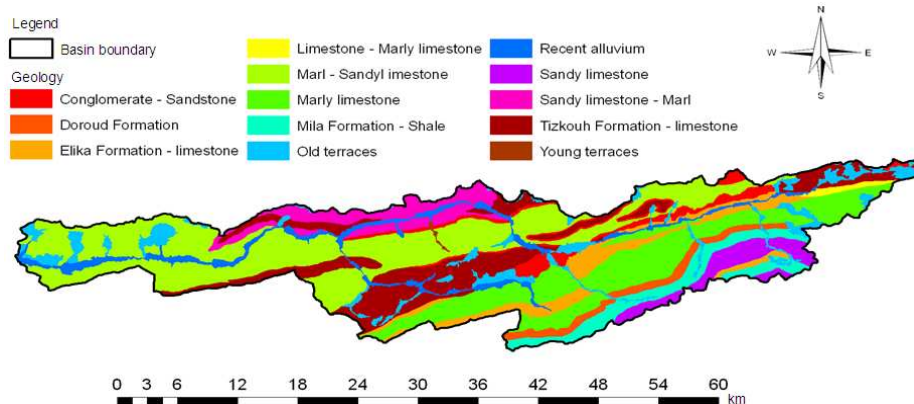 Legend
Basin boundary
Geology
Conglomerate - Sandstone
Doroud Formation
Elika Formation - limestone
Limestone - Marly limestone
Marl - Sandyl imestone
Marly limestone
Mila Formation - Shale
Old terraces
Recent alluvium
Sandy limestone
Sandy limestone - Marl
Tizkouh Formation - limestone
Young terraces
N
W E
S
0 3 6 12 18 24 30 36 42 48 54 60
km